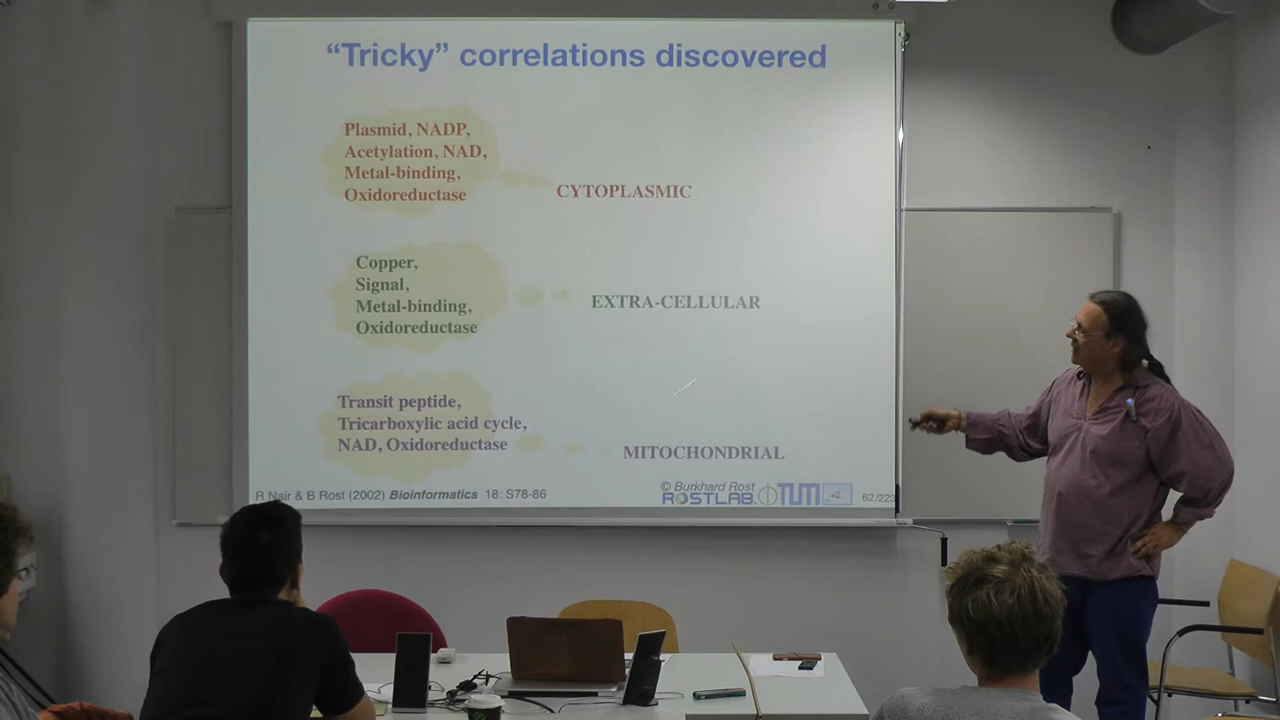 “Tricky” correlations discovered
Plasmid, NADP,
Acetylation, NAD,
Metal-binding,
Oxidoreductase
CYTOPLASMIC
Copper,
Signal,
Metal-binding,
Oxidoreductase
EXTRA-CELLULAR
Transit peptide,
Tricarboxylic acid cycle,
NAD, Oxidoreductase
MITOCHONDRIAL
R Nair & B Rost (2002) Bioinformatics 18: S78-86
© Burkhard Rost
ROSTLAB. TUM
62/223